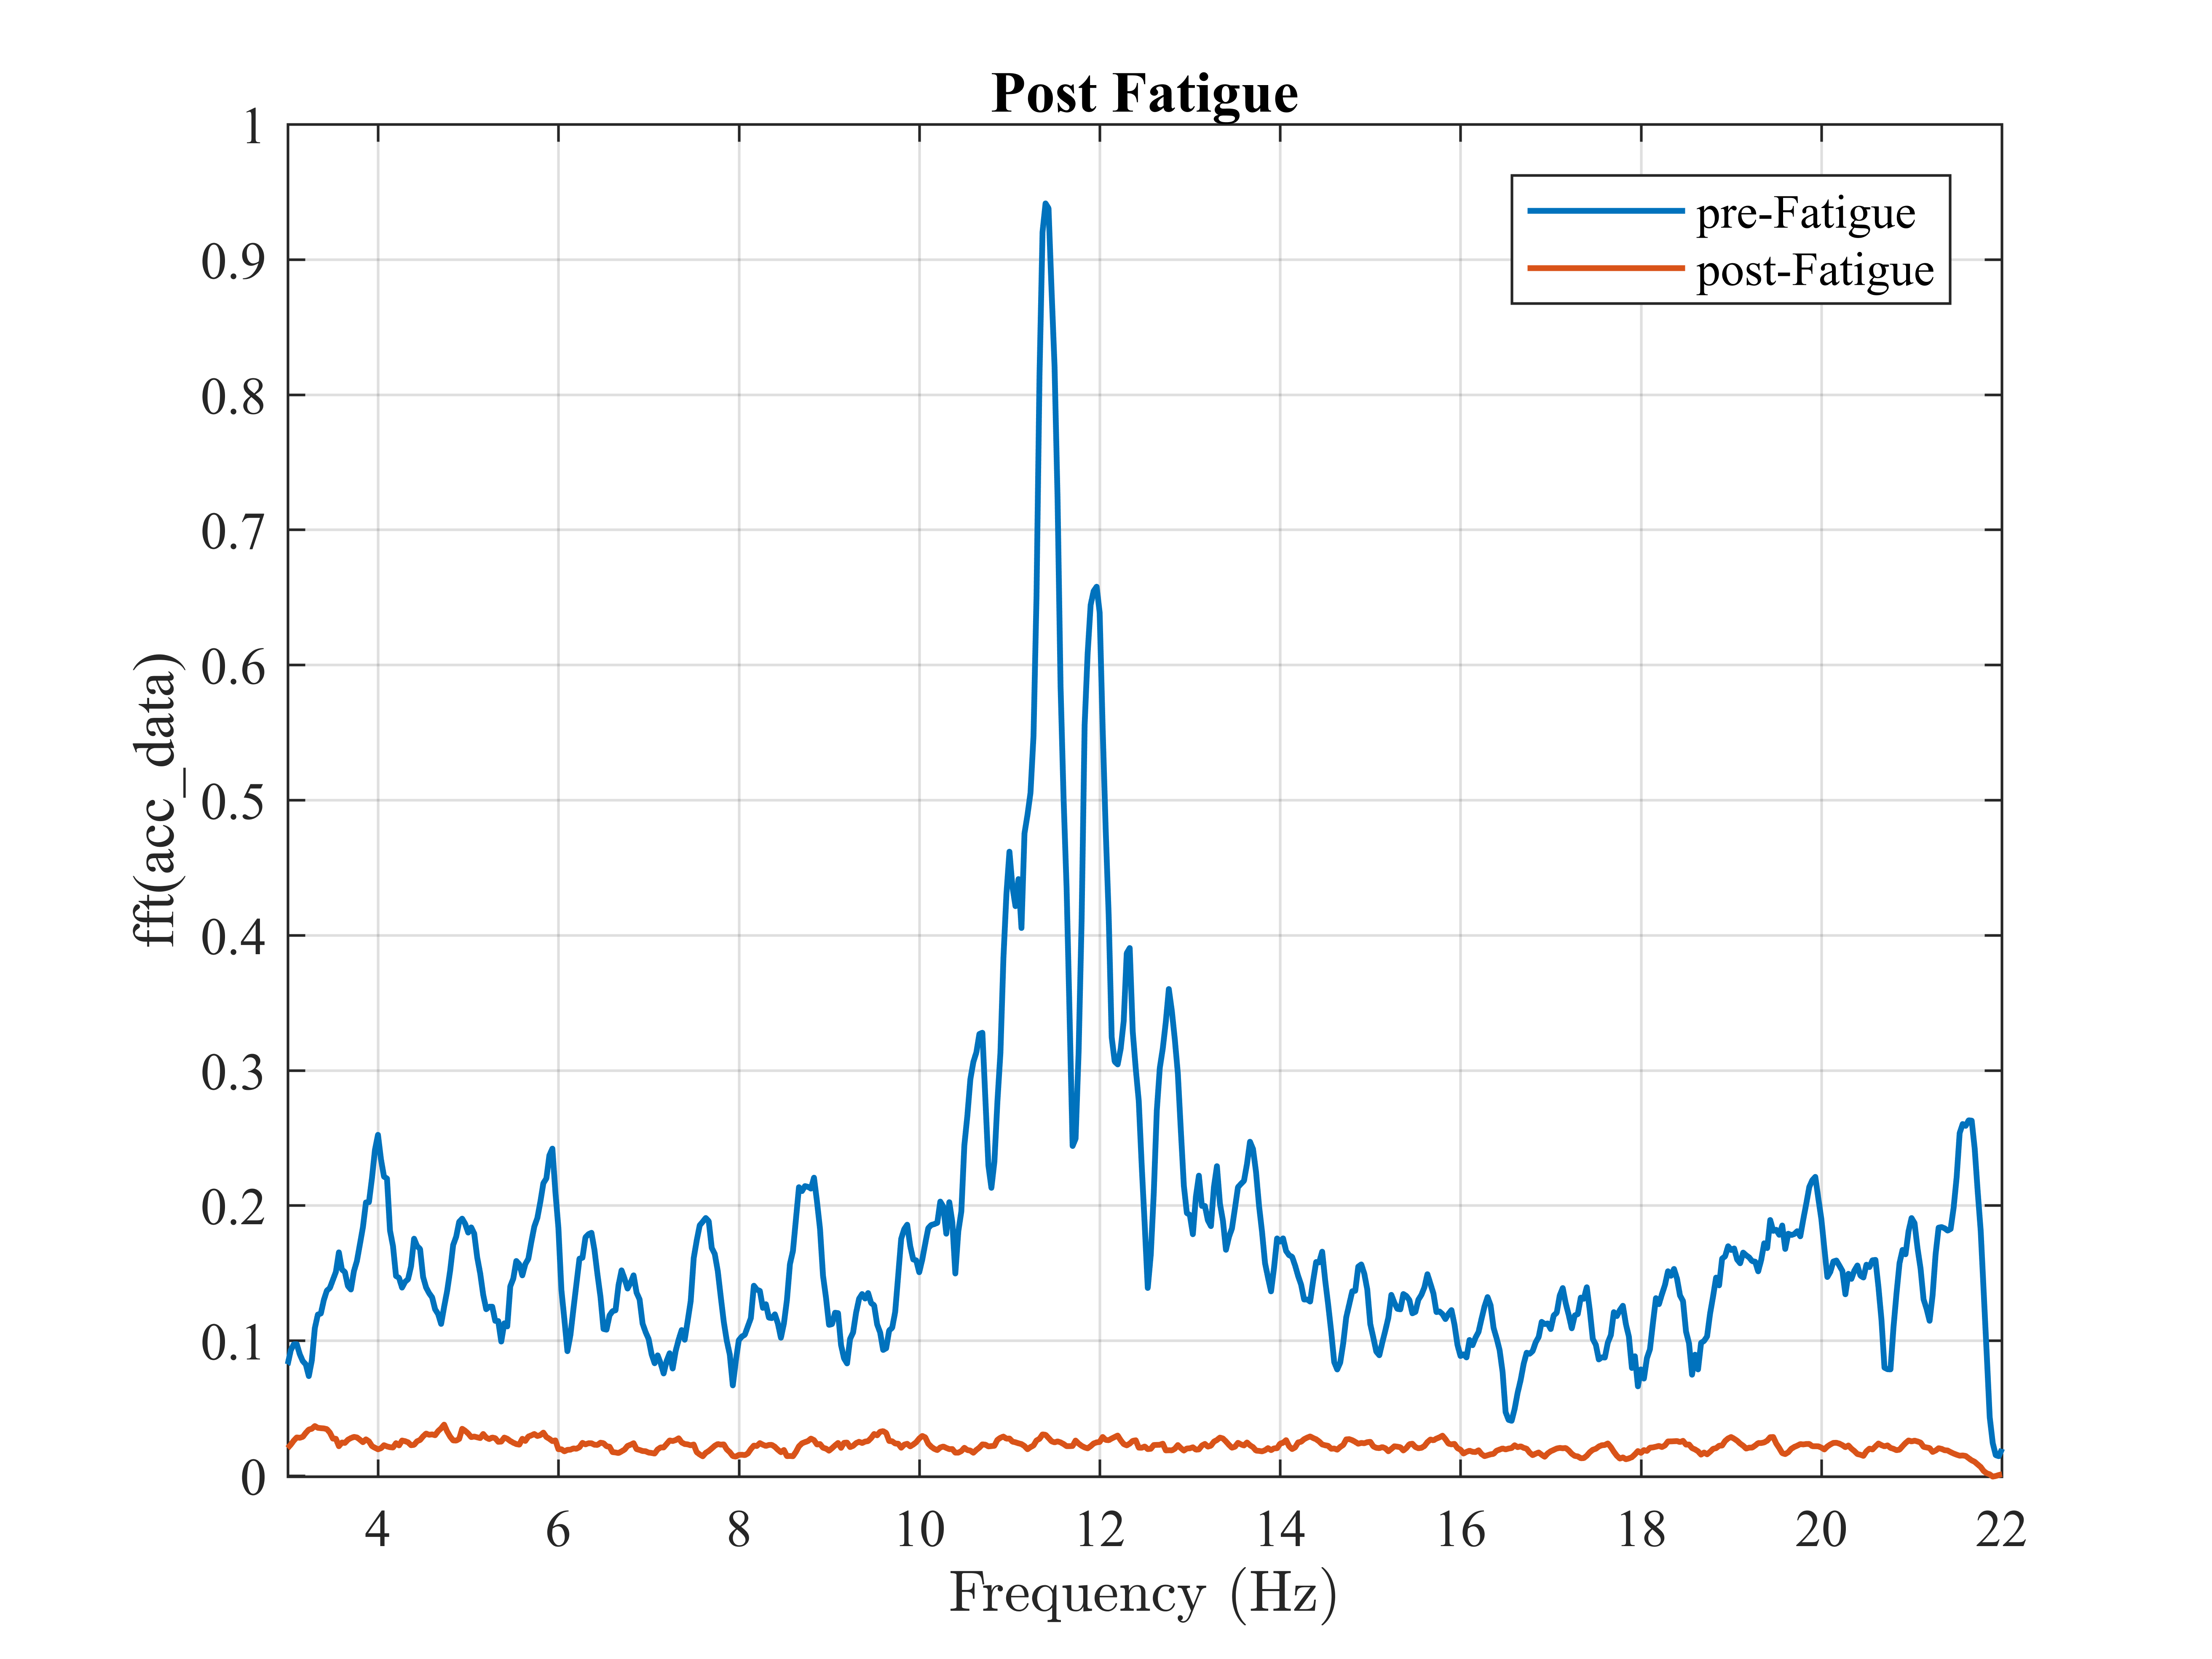 Post Fatigue
pre-Fatigue
post-Fatigue
fft(acc_data)
1
0.9
0.8
0.7
0.6
0.5
0.4
0.3
0.2
0.1
0
4 6 8 10 12 14 16 18 20 22
Frequency (Hz)